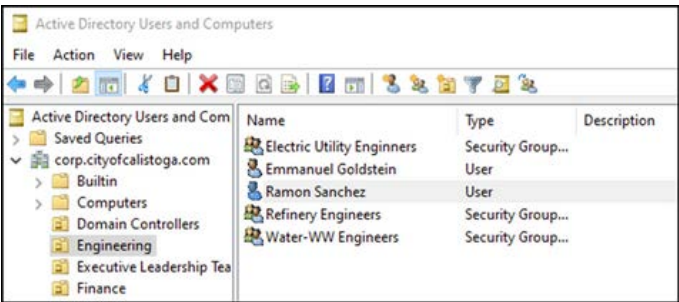 Active Directory Users and Computers
File Action View Help
Active Directory Users and Com
Saved Queries
corp.cityofcalistoga.com
Builtin
Computers
Domain Controllers
Engineering
Executive Leadership Tea
Finance
Name Type Description
Electric Utility Enginners Security Group...
Emmanuel Goldstein User
Ramon Sanchez User
Refinery Engineers Security Group...
Water-WW Engineers Security Group...